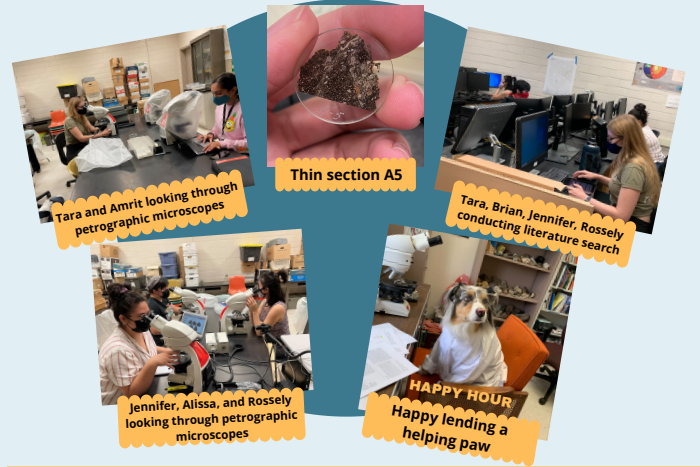 Thin section A5
Tara and Amrit looking through
petrographic microscopes
Tara, Brian, Jennifer, Rossely
conducting literature search
Jennifer, Alissa, and Rossely
looking through petrographic
microscopes
HAPPY HOUR
Happy lending a
helping paw